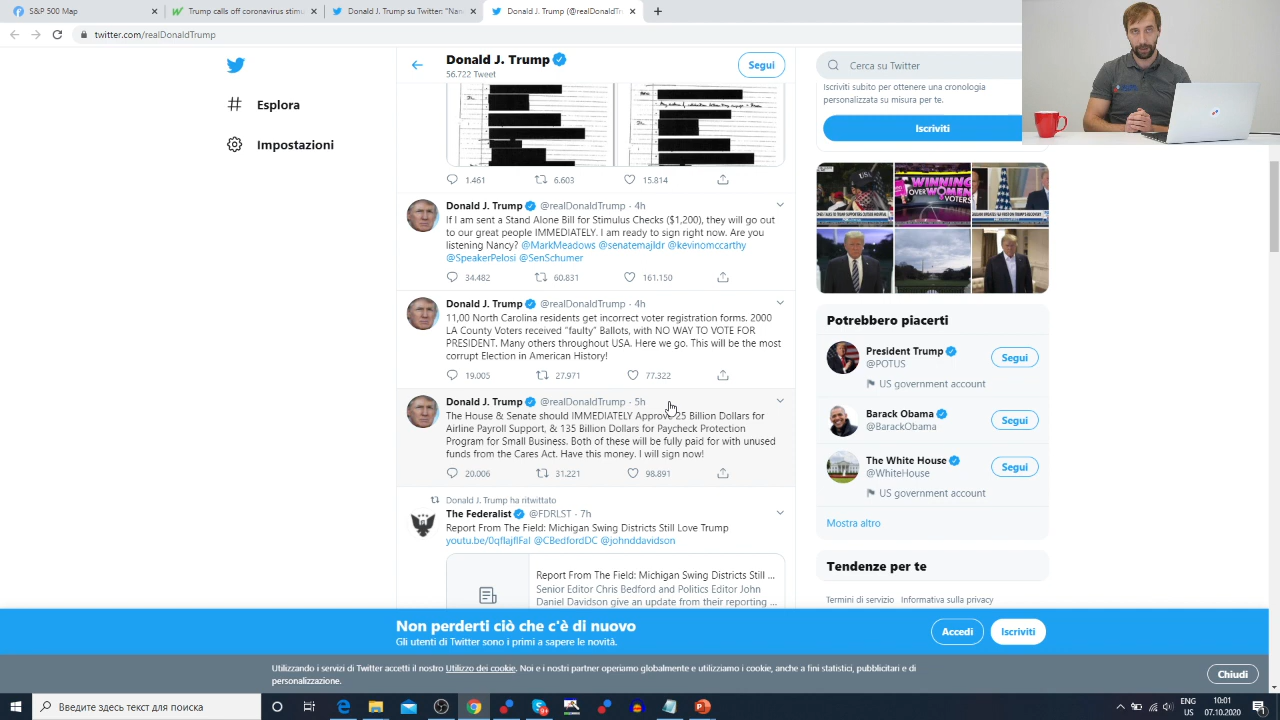 S&P 500 Map
Trump calls off coronavirus stimu
Donald J. Trump su Twitter: "Nan
Donald J. Trump (@realDonaldTr
twitter.com/realDonaldTrump
Donald J. Trump
56.722 Tweet
Segui
Esplora
Impostazioni
1.461 6.603 15.814
Donald J. Trump @realDonaldTrump · 4h
If I am sent a Stand Alone Bill for Stimulus Checks ($1,200), they will go out
to our great people IMMEDIATELY. I am ready to sign right now. Are you
listening Nancy? @MarkMeadows @senatemajldr @kevinomccarthy
@SpeakerPelosi @SenSchumer
34.482 60.831 161.150
Donald J. Trump @realDonaldTrump · 4h
11,00 North Carolina residents get incorrect voter registration forms. 2000
LA County Voters received "faulty" Ballots, with NO WAY TO VOTE FOR
PRESIDENT. Many others throughout USA. Here we go. This will be the most
corrupt Election in American History!
19.005 27.971 77.322
Donald J. Trump @realDonaldTrump · 5h
The House & Senate should IMMEDIATELY Approve 25 Billion Dollars for
Airline Payroll Support, & 135 Billion Dollars for Paycheck Protection
Program for Small Business. Both of these will be fully paid for with unused
funds from the Cares Act. Have this money. I will sign now!
20.006 31.221 98.891
Donald J. Trump ha ritwittato
The Federalist @FDRLST · 7h
Report From The Field: Michigan Swing Districts Still Love Trump
@CBedfordDC @johnddavidson
Report From The Field: Michigan Swing Districts Still ...
Senior Editor Chris Bedford and Politics Editor John
Daniel Davidson give an update from their reporting ...
Cerca su Twitter
Iscriviti subito per ottenere una cronologia
personalizzata su misura per te.
Iscriviti
WINNING
OVER WOMEN
VOTERS
Potrebbero piacerti
President Trump
@POTUS
US government account
Segui
Barack Obama
@BarackObama
Segui
The White House
@WhiteHouse
US government account
Segui
Mostra altro
Tendenze per te
Termini di servizio Informativa sulla privacy
Non perderti ciò che c'è di nuovo
Gli utenti di Twitter sono i primi a sapere le novità.
Accedi
Iscriviti
Utilizzando i servizi di Twitter accetti il nostro Utilizzo dei cookie. Noi e i nostri partner operiamo globalmente e utilizziamo i cookie, anche a fini statistici, pubblicitari e di
personalizzazione.
Chiudi
Введите здесь текст для поиска
ENG
US
10:01
07.10.2020